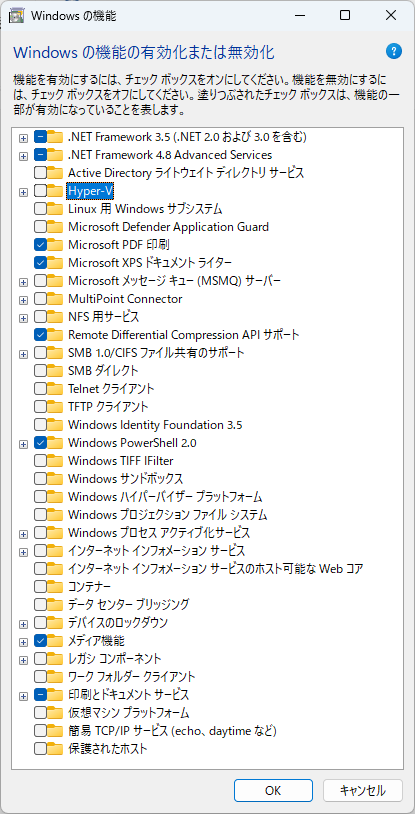 Windows の機能
Windows の機能の有効化または無効化
?
機能を有効にするには、チェック ボックスをオンにしてください。機能を無効にするに
は、チェック ボックスをオフにしてください。塗りつぶされたチェック ボックスは、機能の一
部が有効になっていることを表します。
.NET Framework 3.5 (.NET 2.0 および 3.0 を含む)
.NET Framework 4.8 Advanced Services
Active Directory ライトウェイト ディレクトリ サービス
Hyper-V
Linux 用 Windows サブシステム
Microsoft Defender Application Guard
Microsoft PDF 印刷
Microsoft XPS ドキュメント ライター
Microsoft メッセージ キュー (MSMQ) サーバー
MultiPoint Connector
NFS 用サービス
Remote Differential Compression API サポート
SMB 1.0/CIFS ファイル共有のサポート
SMB ダイレクト
Telnet クライアント
TFTP クライアント
Windows Identity Foundation 3.5
Windows PowerShell 2.0
Windows TIFF IFilter
Windows サンドボックス
Windows ハイパーバイザー プラットフォーム
Windows プロジェクション ファイル システム
Windows プロセス アクティブ化サービス
インターネット インフォメーション サービス
インターネット インフォメーション サービスのホスト可能な Web コア
コンテナー
データ センター ブリッジング
デバイスのロックダウン
メディア機能
レガシ コンポーネント
ワーク フォルダー クライアント
印刷とドキュメント サービス
仮想マシン プラットフォーム
簡易 TCP/IP サービス (echo、daytime など)
保護されたホスト
OK
キャンセル